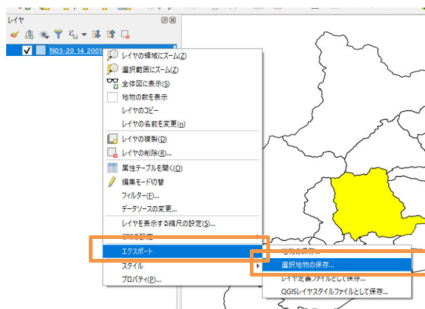 レイヤ
N03-20_14_2001
レイヤの領域にズーム(Z)
選択範囲にズーム(Z)
全体図に表示(S)
地物の数を表示
レイヤのコピー
レイヤの名前を変更(n)
レイヤの複製(D)
レイヤの削除(R)...
属性テーブルを開く(O)
編集モード切替
フィルター(F)...
データソースの変更...
レイヤを表示する縮尺の設定(S)...
エクスポート
選択地物の保存...
スタイル
レイヤ定義ファイルとして保存...
プロパティ(P)...
QGISレイヤスタイルファイルとして保存...